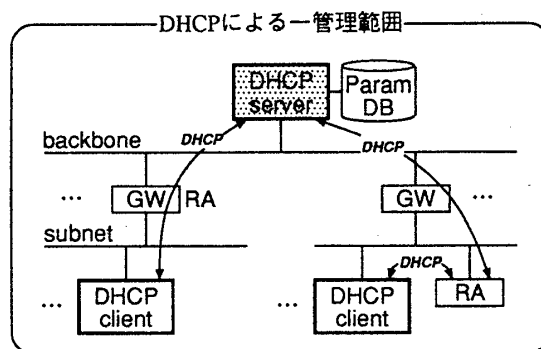 DHCPによる一管理範囲
DHCP server
Param DB
DHCP
DHCP
backbone
… GW RA
GW …
subnet
DHCP
… DHCP client
… DHCP client
RA